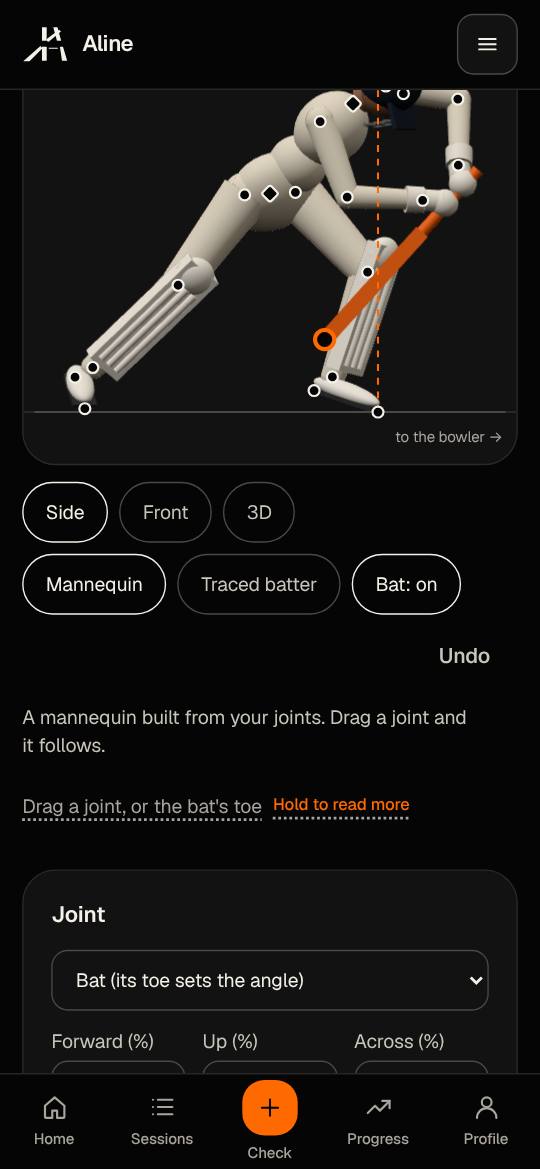 Aline
to the bowler →
Side
Front
3D
Mannequin
Traced batter
Bat: on
Undo
A mannequin built from your joints. Drag a joint and
it follows.
Drag a joint, or the bat's toe Hold to read more
Joint
Bat (its toe sets the angle)
Forward (%) Up (%) Across (%)
Home
Sessions
Check
Progress
Profile